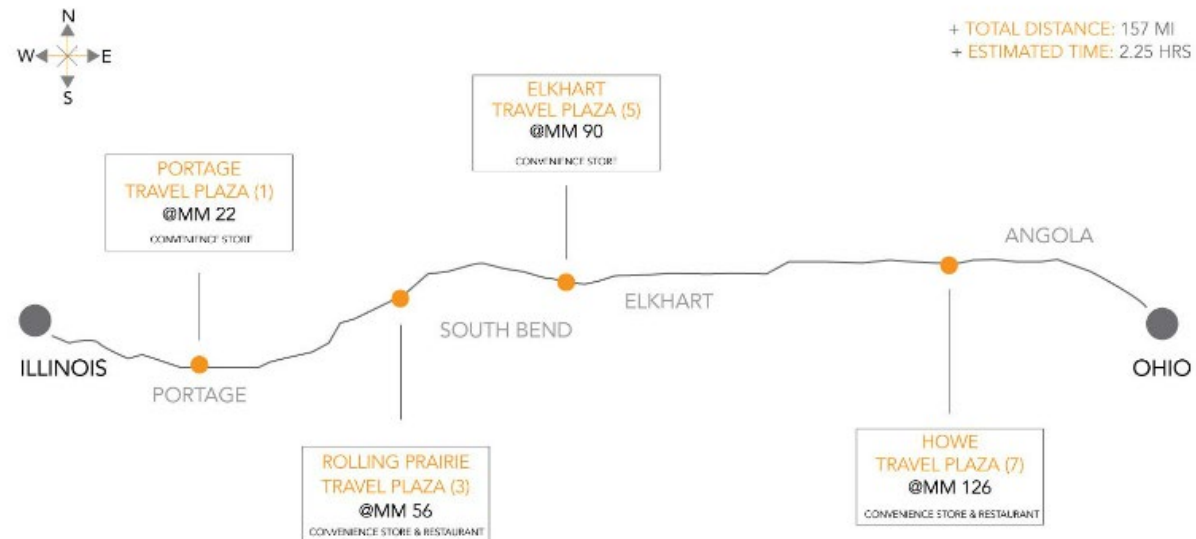 N
W E
S
+ TOTAL DISTANCE: 157 MI
+ ESTIMATED TIME: 2.25 HRS
ELKHART
TRAVEL PLAZA (5)
@MM 90
CONVENIENCE STORE
PORTAGE
TRAVEL PLAZA (1)
@MM 22
CONVENIENCE STORE
ANGOLA
ELKHART
SOUTH BEND
ILLINOIS
OHIO
PORTAGE
ROLLING PRAIRIE
TRAVEL PLAZA (3)
@MM 56
CONVENIENCE STORE & RESTAURANT
HOWE
TRAVEL PLAZA (7)
@MM 126
CONVENIENCE STORE & RESTAURANT